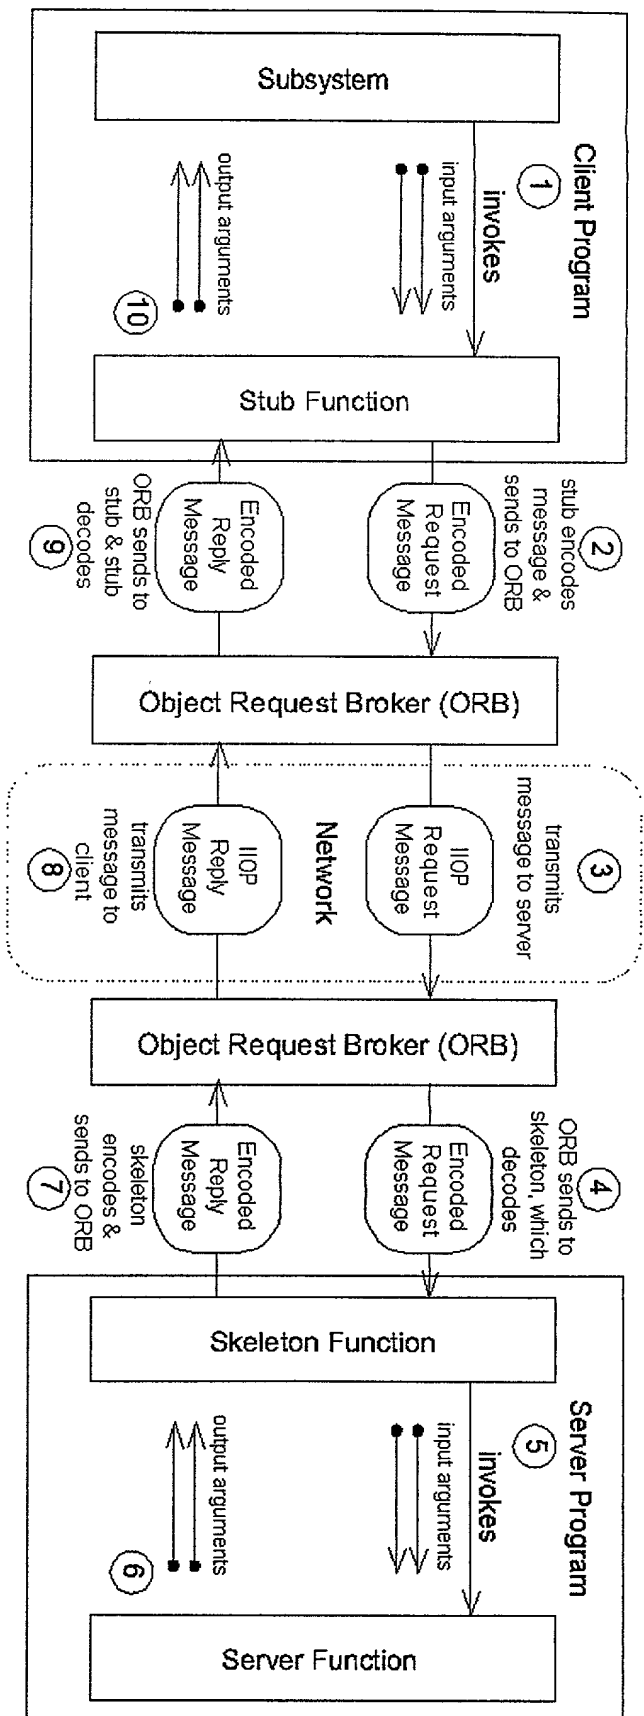 Client Program
Subsystem
1
invokes
input arguments
output arguments
10
Stub Function
2
stub encodes
message &
sends to ORB
Encoded
Request
Message
Encoded
Reply
Message
9
ORB sends to
stub & stub
decodes
Object Request Broker (ORB)
3
transmits
message to server
IIOP
Request
Message
Network
IIOP
Reply
Message
8
transmits
message to
client
Object Request Broker (ORB)
4
ORB sends to
skeleton, which
decodes
Encoded
Request
Message
Encoded
Reply
Message
7
skeleton
encodes &
sends to ORB
Server Program
Skeleton Function
5
invokes
input arguments
output arguments
6
Server Function